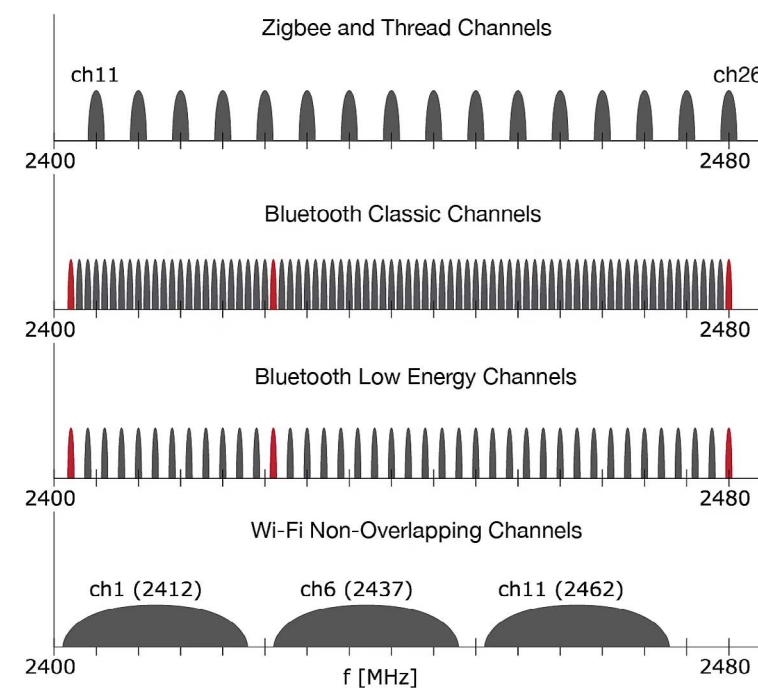 Zigbee and Thread Channels
ch11
ch26
2400
2480
Bluetooth Classic Channels
2400
2480
Bluetooth Low Energy Channels
2400
2480
Wi-Fi Non-Overlapping Channels
ch1 (2412)
ch6 (2437)
ch11 (2462)
2400
2480
f [MHz]